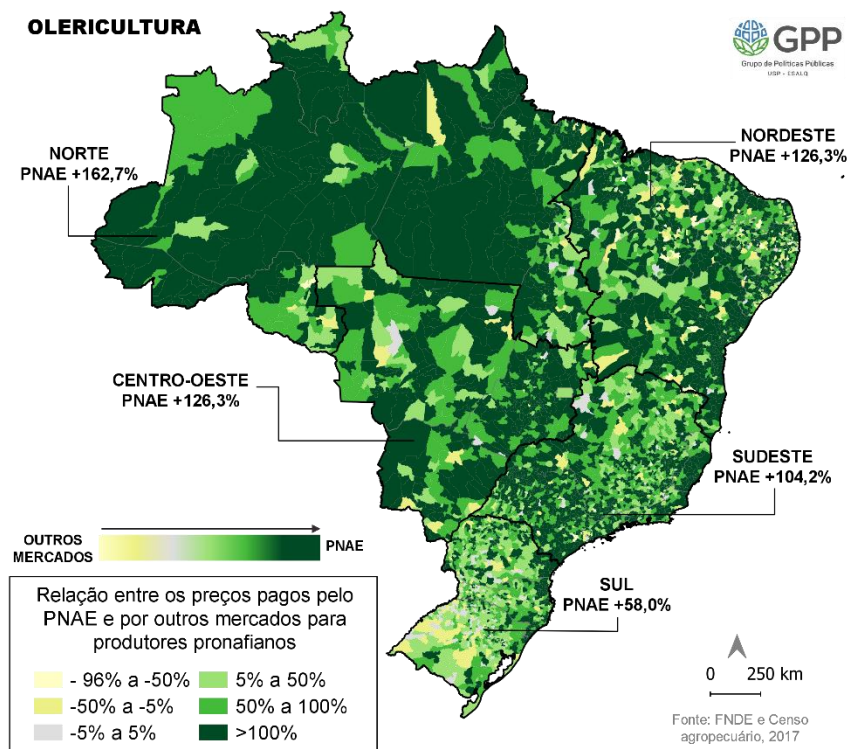 OLERICULTURA
GPP
Grupo de Políticas Públicas
USP - ESALQ
NORTE
PNAE +162,7%
NORDESTE
PNAE +126,3%
CENTRO-OESTE
PNAE +126,3%
SUDESTE
PNAE +104,2%
SUL
PNAE +58,0%
OUTROS
MERCADOS
PNAE
Relação entre os preços pagos pelo
PNAE e por outros mercados para
produtores pronafianos
- 96% a -50%
-50% a -5%
-5% a 5%
5% a 50%
50% a 100%
>100%
0 250 km
Fonte: FNDE e Censo
agropecuário, 2017